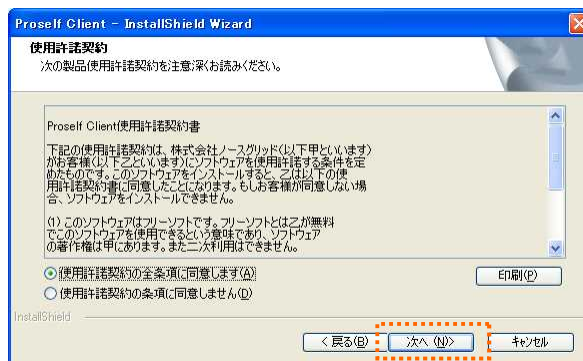 Proself Client - InstallShield Wizard
使用許諾契約
次の製品使用許諾契約を注意深くお読みください。
Proself Client使用許諾契約書
下記の使用許諾契約は、株式会社ノースグリッド(以下甲といいます)
がお客様(以下乙といいます)にソフトウェアを使用許諾する条件を定
めたものです。このソフトウェアをインストールすると、乙は以下の使
用許諾契約書に同意したことになります。もしお客様が同意しない場
合、ソフトウェアをインストールできません。
(1) このソフトウェアはフリーソフトです。フリーソフトとは乙が無料
でこのソフトウェアを使用できるという意味であり、ソフトウェア
の著作権は甲にあります。また二次利用はできません。
使用許諾契約の全条項に同意します(A)
印刷(P)
使用許諾契約の条項に同意しません(D)
InstallShield
< 戻る(B)
次へ (N)>
キャンセル